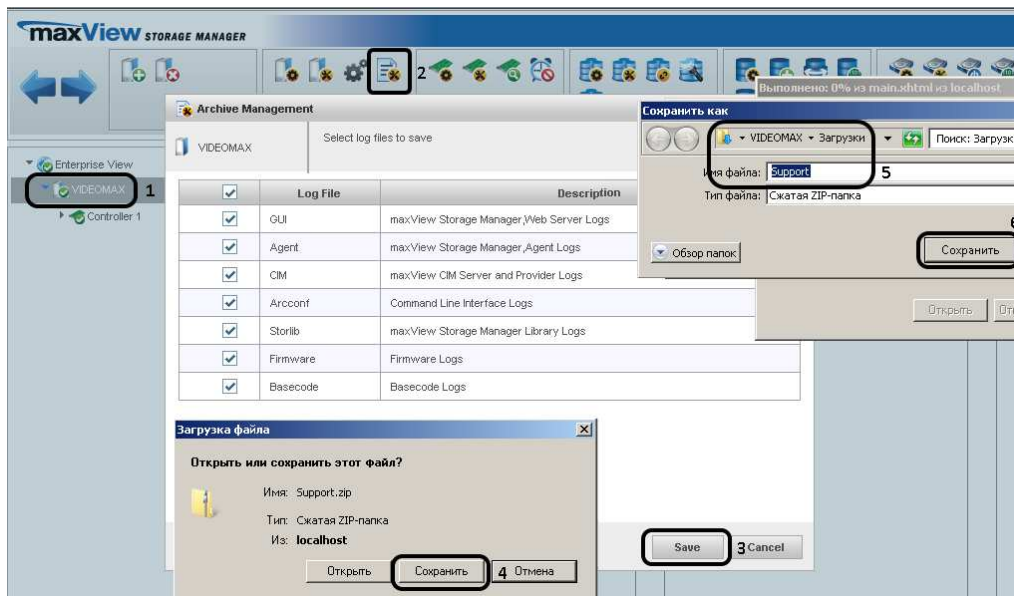 maxView STORAGE MANAGER
2
Выполнено: 0% из main.xhtml из localhost
Archive Management
Сохранить как
VIDEOMAX
Select log files to save
VIDEOMAX Загрузки
Поиск: Загрузк
Enterprise View
Имя файла: Support 5
VIDEOMAX 1
Тип файла: Сжатая ZIP-папка
Log File Description
Controller 1
GUI maxView Storage Manager,Web Server Logs
6
Обзор папок Сохранить
Agent maxView Storage Manager,Agent Logs
CIM maxView CIM Server and Provider Logs
Arcconf Command Line Interface Logs
Открыть От
Storlib maxView Storage Manager Library Logs
Firmware Firmware Logs
Basecode Basecode Logs
Загрузка файла
Открыть или сохранить этот файл?
Имя: Support.zip
Тип: Сжатая ZIP-папка
Из: localhost
Save 3 Cancel
Открыть Сохранить 4 Отмена